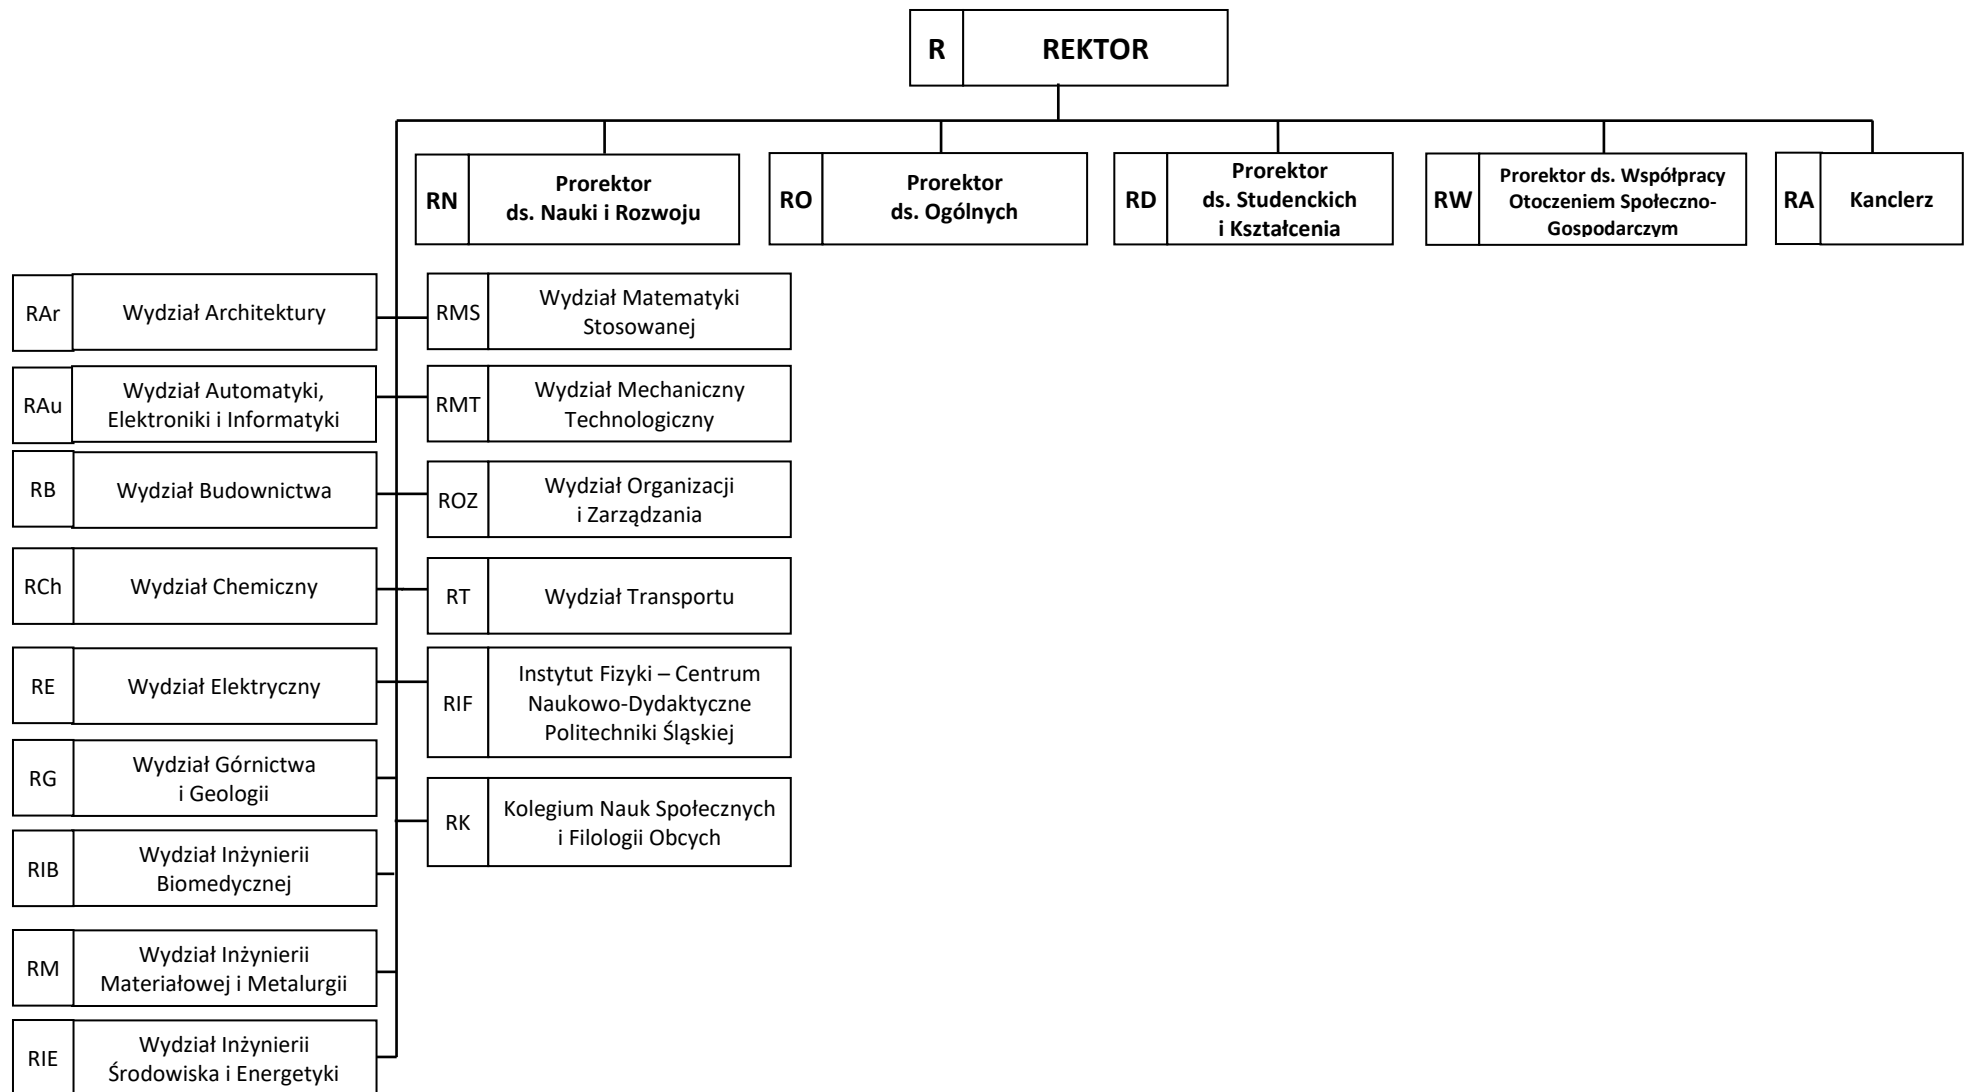 R
REKTOR
RN
Prorektor
ds. Nauki i Rozwoju
RO
Prorektor
ds. Ogólnych
RD
Prorektor
ds. Studenckich
i Kształcenia
RW
Prorektor ds. Współpracy
Otoczeniem Społeczno-
Gospodarczym
RA
Kanclerz
RAr
Wydział Architektury
RAu
Wydział Automatyki,
Elektroniki i Informatyki
RB
Wydział Budownictwa
RCh
Wydział Chemiczny
RE
Wydział Elektryczny
RG
Wydział Górnictwa
i Geologii
RIB
Wydział Inżynierii
Biomedycznej
RM
Wydział Inżynierii
Materiałowej i Metalurgii
RIE
Wydział Inżynierii
Środowiska i Energetyki
RMS
Wydział Matematyki
Stosowanej
RMT
Wydział Mechaniczny
Technologiczny
ROZ
Wydział Organizacji
i Zarządzania
RT
Wydział Transportu
RIF
Instytut Fizyki – Centrum
Naukowo-Dydaktyczne
Politechniki Śląskiej
RK
Kolegium Nauk Społecznych
i Filologii Obcych